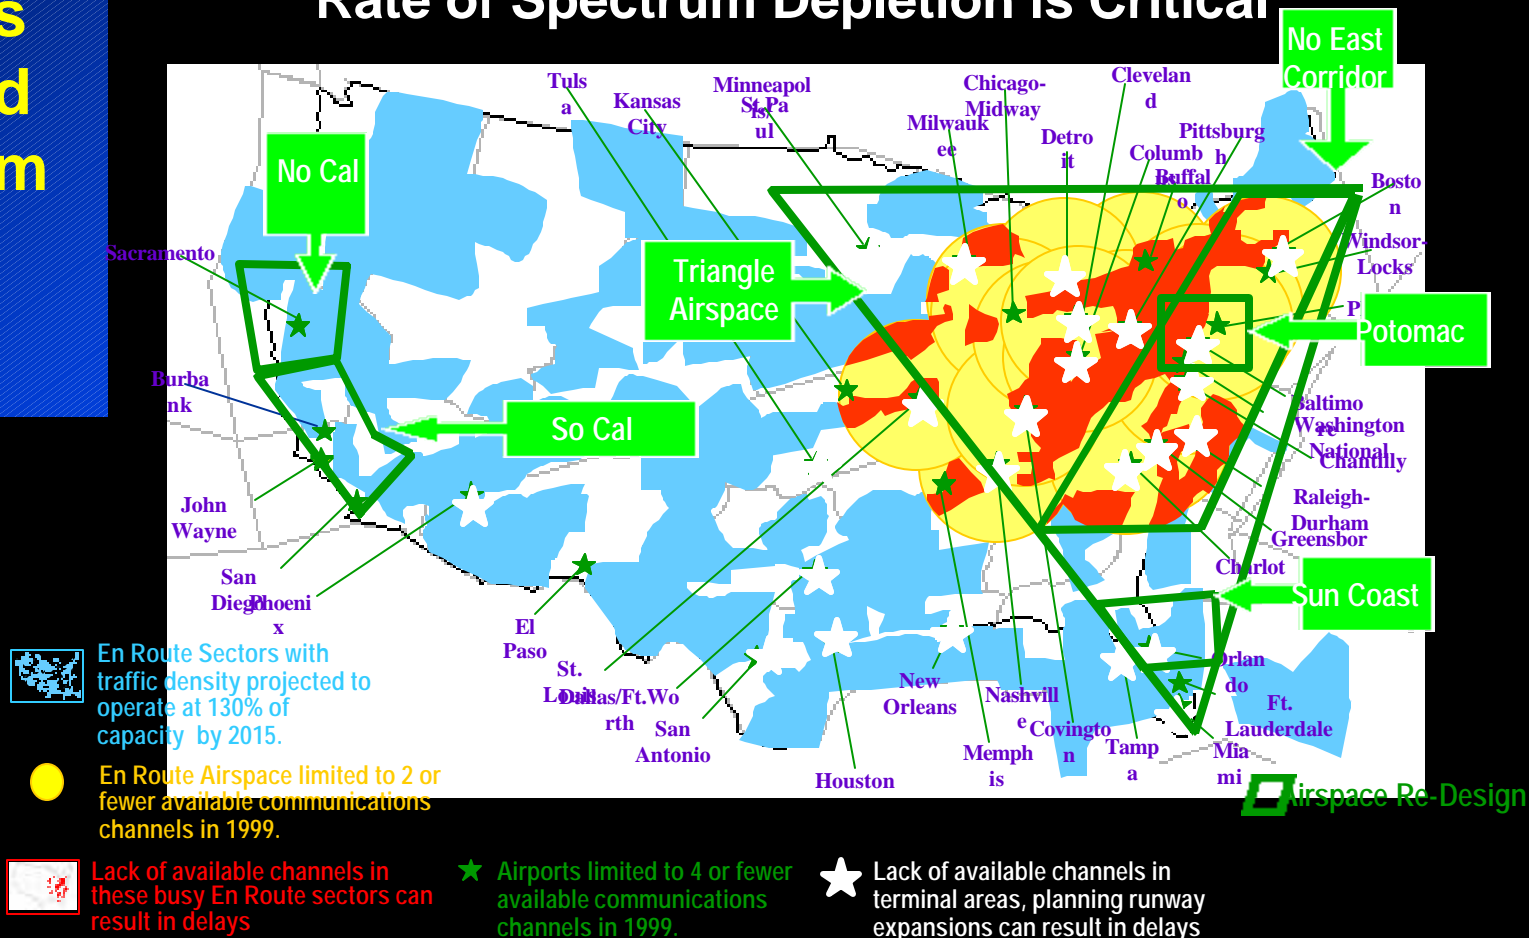 s
d
m
Rate of Spectrum Depletion is Critical
No East
Corridor
No Cal
Triangle
Airspace
Potomac
So Cal
Sun Coast
Tuls
a
Kansas
City
Minneapol
is/
St.Pa
ul
Chicago-
Midway
Milwauk
ee
Detro
it
Clevelan
d
Columb
us
Pittsburg
h
Buffal
o
Bosto
n
Windsor-
Locks
P
Sacramento
Burba
nk
John
Wayne
San
Diego
Phoeni
x
El
Paso
St.
Louis
Dallas/Ft.Wo
rth
San
Antonio
Houston
New
Orleans
Nashvill
e
Memph
is
Covingto
n
Tamp
a
Orlan
do
Ft.
Lauderdale
Mia
mi
Baltimo
re
Washington
National
Chantilly
Raleigh-
Durham
Greensbor
Charlot
En Route Sectors with
traffic density projected to
operate at 130% of
capacity by 2015.
En Route Airspace limited to 2 or
fewer available communications
channels in 1999.
Lack of available channels in
these busy En Route sectors can
result in delays
Airports limited to 4 or fewer
available communications
channels in 1999.
Lack of available channels in
terminal areas, planning runway
expansions can result in delays
Airspace Re-Design